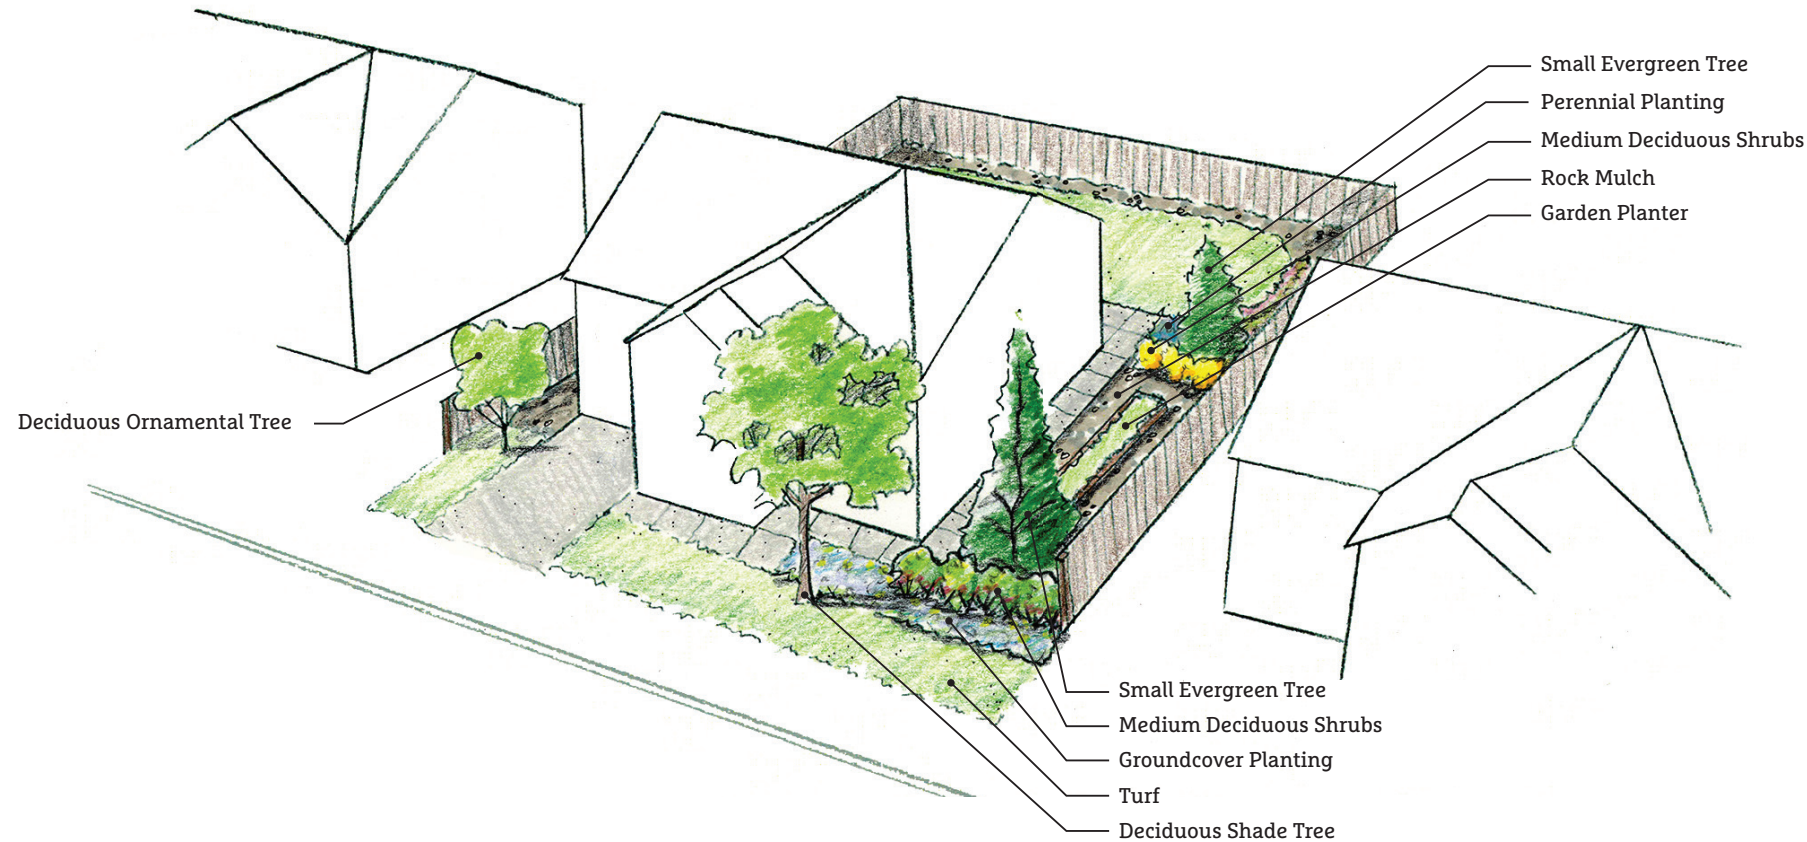 Small Evergreen Tree
Perennial Planting
Medium Deciduous Shrubs
Rock Mulch
Garden Planter
Deciduous Ornamental Tree
Small Evergreen Tree
Medium Deciduous Shrubs
Groundcover Planting
Turf
Deciduous Shade Tree